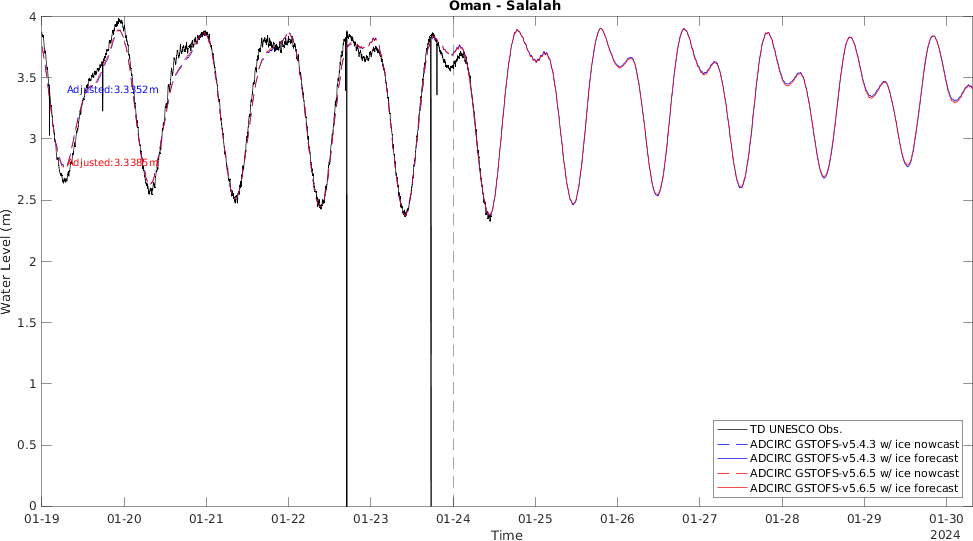 Oman - Salalah
4
3.5
3
2.5
2
1.5
1
0.5
0
Water Level (m)
Adjusted:3.3352m
Adjusted:3.3385m
TD UNESCO Obs.
ADCIRC GSTOFS-v5.4.3 w/ ice nowcast
ADCIRC GSTOFS-v5.4.3 w/ ice forecast
ADCIRC GSTOFS-v5.6.5 w/ ice nowcast
ADCIRC GSTOFS-v5.6.5 w/ ice forecast
01-19 01-20 01-21 01-22 01-23 01-24 01-25 01-26 01-27 01-28 01-29 01-30
Time
2024